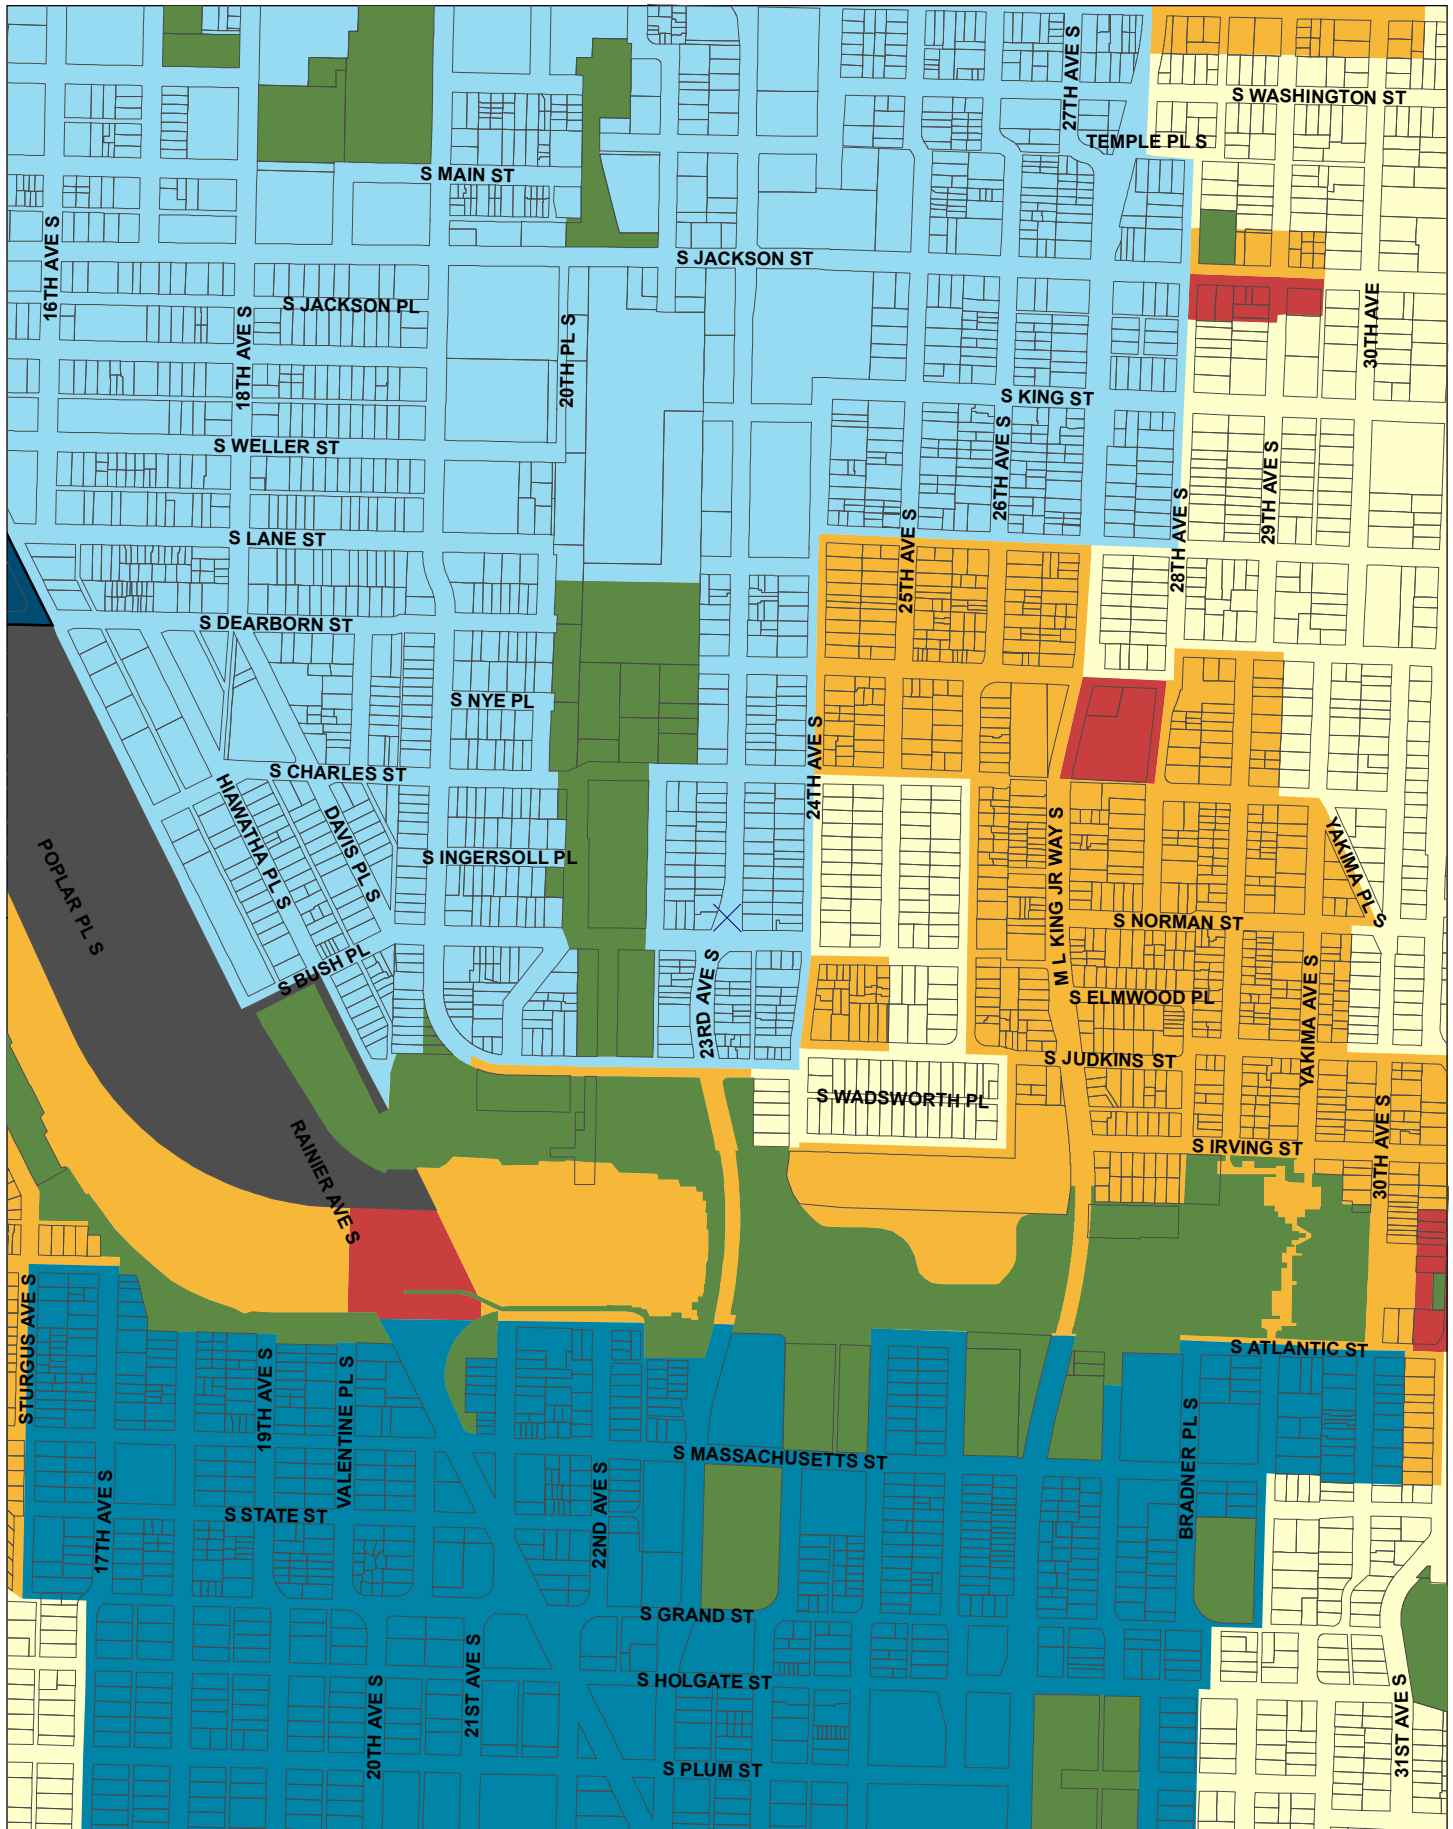 27TH AVE S
S WASHINGTON ST
TEMPLE PL S
S MAIN ST
16TH AVE S
S JACKSON ST
S JACKSON PL
18TH AVE S
20TH PL S
30TH AVE
S KING ST
S WELLER ST
26TH AVE S
29TH AVE S
28TH AVE S
25TH AVE S
S LANE ST
S DEARBORN ST
S NYE PL
24TH AVE S
S CHARLES ST
HIAWATHA PL S
DAVIS PL S
S INGERSOLL PL
M L KING JR WAY S
YAKIMA PL S
POPLAR PL S
S NORMAN ST
S BUSH PL
23RD AVE S
S ELMWOOD PL
YAKIMA AVE S
S JUDKINS ST
S WADSWORTH PL
30TH AVE S
RAINIER AVE S
S IRVING ST
STURGUS AVE S
S ATLANTIC ST
19TH AVE S
VALENTINE PL S
BRADNER PL S
S MASSACHUSETTS ST
17TH AVE S
22ND AVE S
S STATE ST
S GRAND ST
21ST AVE S
20TH AVE S
S HOLGATE ST
31ST AVE S
S PLUM ST